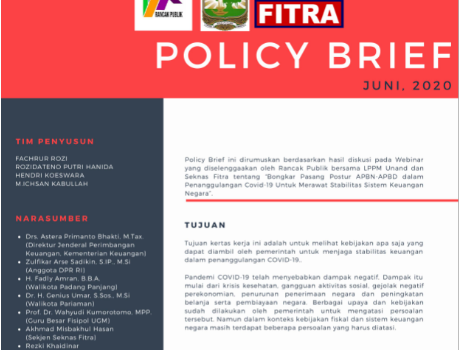 RANCAK PUBLIK
FITRA
POLICY BRIEF
JUNI, 2020
TIM PENYUSUN
FACHRUR ROZI
ROZIDATENO PUTRI HANIDA
HENDRI KOESWARA
M.ICHSAN KABULLAH
NARASUMBER
• Drs. Astera Primanto Bhakti, M.Tax.
(Direktur Jenderal Perimbangan
Keuangan, Kementerian Keuangan)
• Zulfikar Arse Sadikin, S.IP., M.Si
(Anggota DPR RI)
• H. Fadly Amran, B.B.A.
(Walikota Padang Panjang)
• Dr. H. Genius Umar, S.Sos., M.Si
(Walikota Pariaman)
• Prof. Dr. Wahyudi Kumorotomo, MPP.
(Guru Besar Fisipol UGM)
• Akhmad Misbakhul Hasan
(Sekjen Seknas Fitra)
• Rezki Khaidinar
Policy Brief ini dirumuskan berdasarkan hasil diskusi pada Webinar
yang diselenggarakan oleh Rancak Publik bersama LPPM Unand dan
Seknas Fitra tentang "Bongkar Pasang Postur APBN-APBD dalam
Penanggulangan Covid-19 Untuk Merawat Stabilitas Sistem Keuangan
Negara".
TUJUAN
Tujuan kertas kerja ini adalah untuk melihat kebijakan apa saja yang
dapat diambil oleh pemerintah untuk menjaga stabilitas keuangan
dalam penanggulangan COVID-19.
Pandemi COVID-19 telah menyebabkan dampak negatif. Dampak itu
mulai dari krisis kesehatan, gangguan aktivitas sosial, gejolak negatif
perekonomian, penurunan penerimaan negara dan peningkatan
belanja serta pembiayaan negara. Berbagai upaya dan kebijakan
sudah dilakukan oleh pemerintah untuk mengatasi persoalan
tersebut. Namun dalam konteks kebijakan fiskal dan sistem keuangan
negara masih terdapat beberapa persoalan yang harus diatasi.